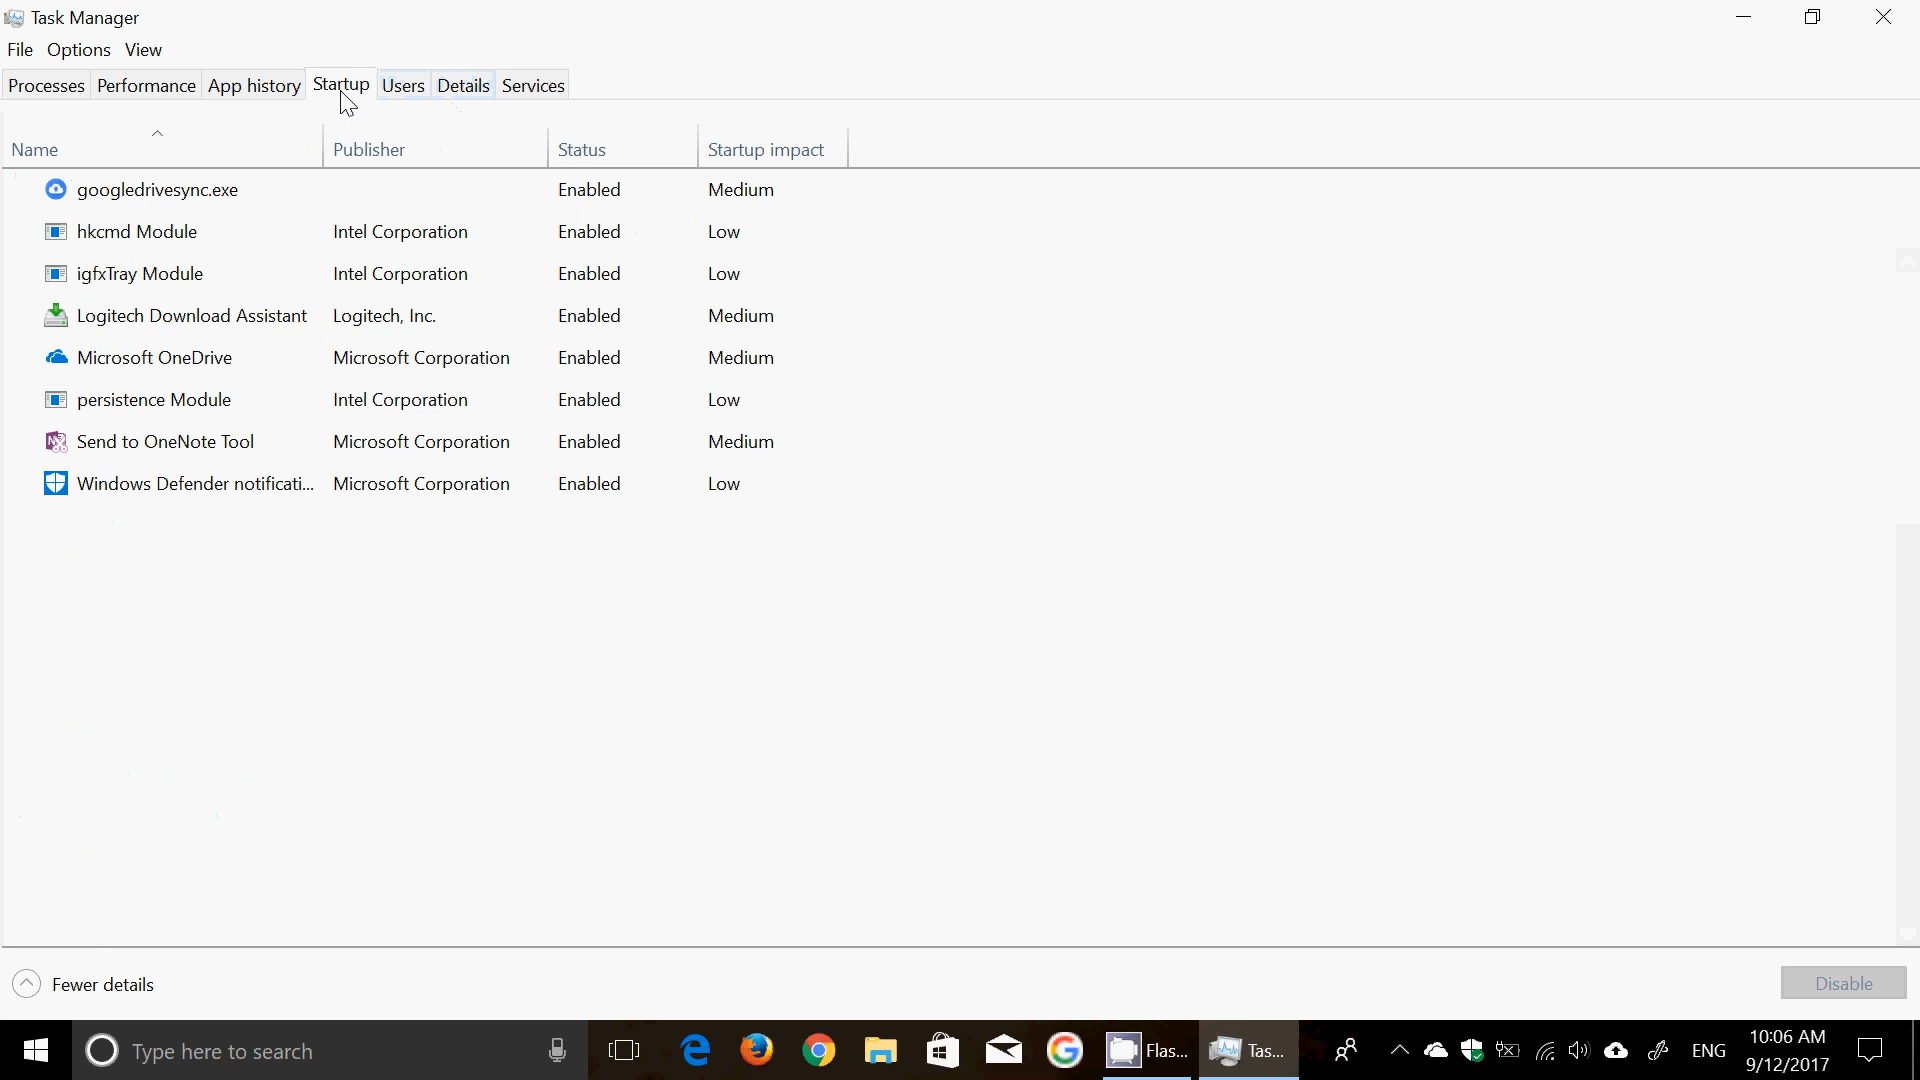 Task Manager
File Options View
Processes Performance App history Startup Users Details Services
Name Publisher Status Startup impact
googledrivesync.exe Enabled Medium
hkcmd Module Intel Corporation Enabled Low
igfxTray Module Intel Corporation Enabled Low
Logitech Download Assistant Logitech, Inc. Enabled Medium
Microsoft OneDrive Microsoft Corporation Enabled Medium
persistence Module Intel Corporation Enabled Low
Send to OneNote Tool Microsoft Corporation Enabled Medium
Windows Defender notificati... Microsoft Corporation Enabled Low
Fewer details Disable
Type here to search Flas... Tas... ENG 10:06 AM
9/12/2017